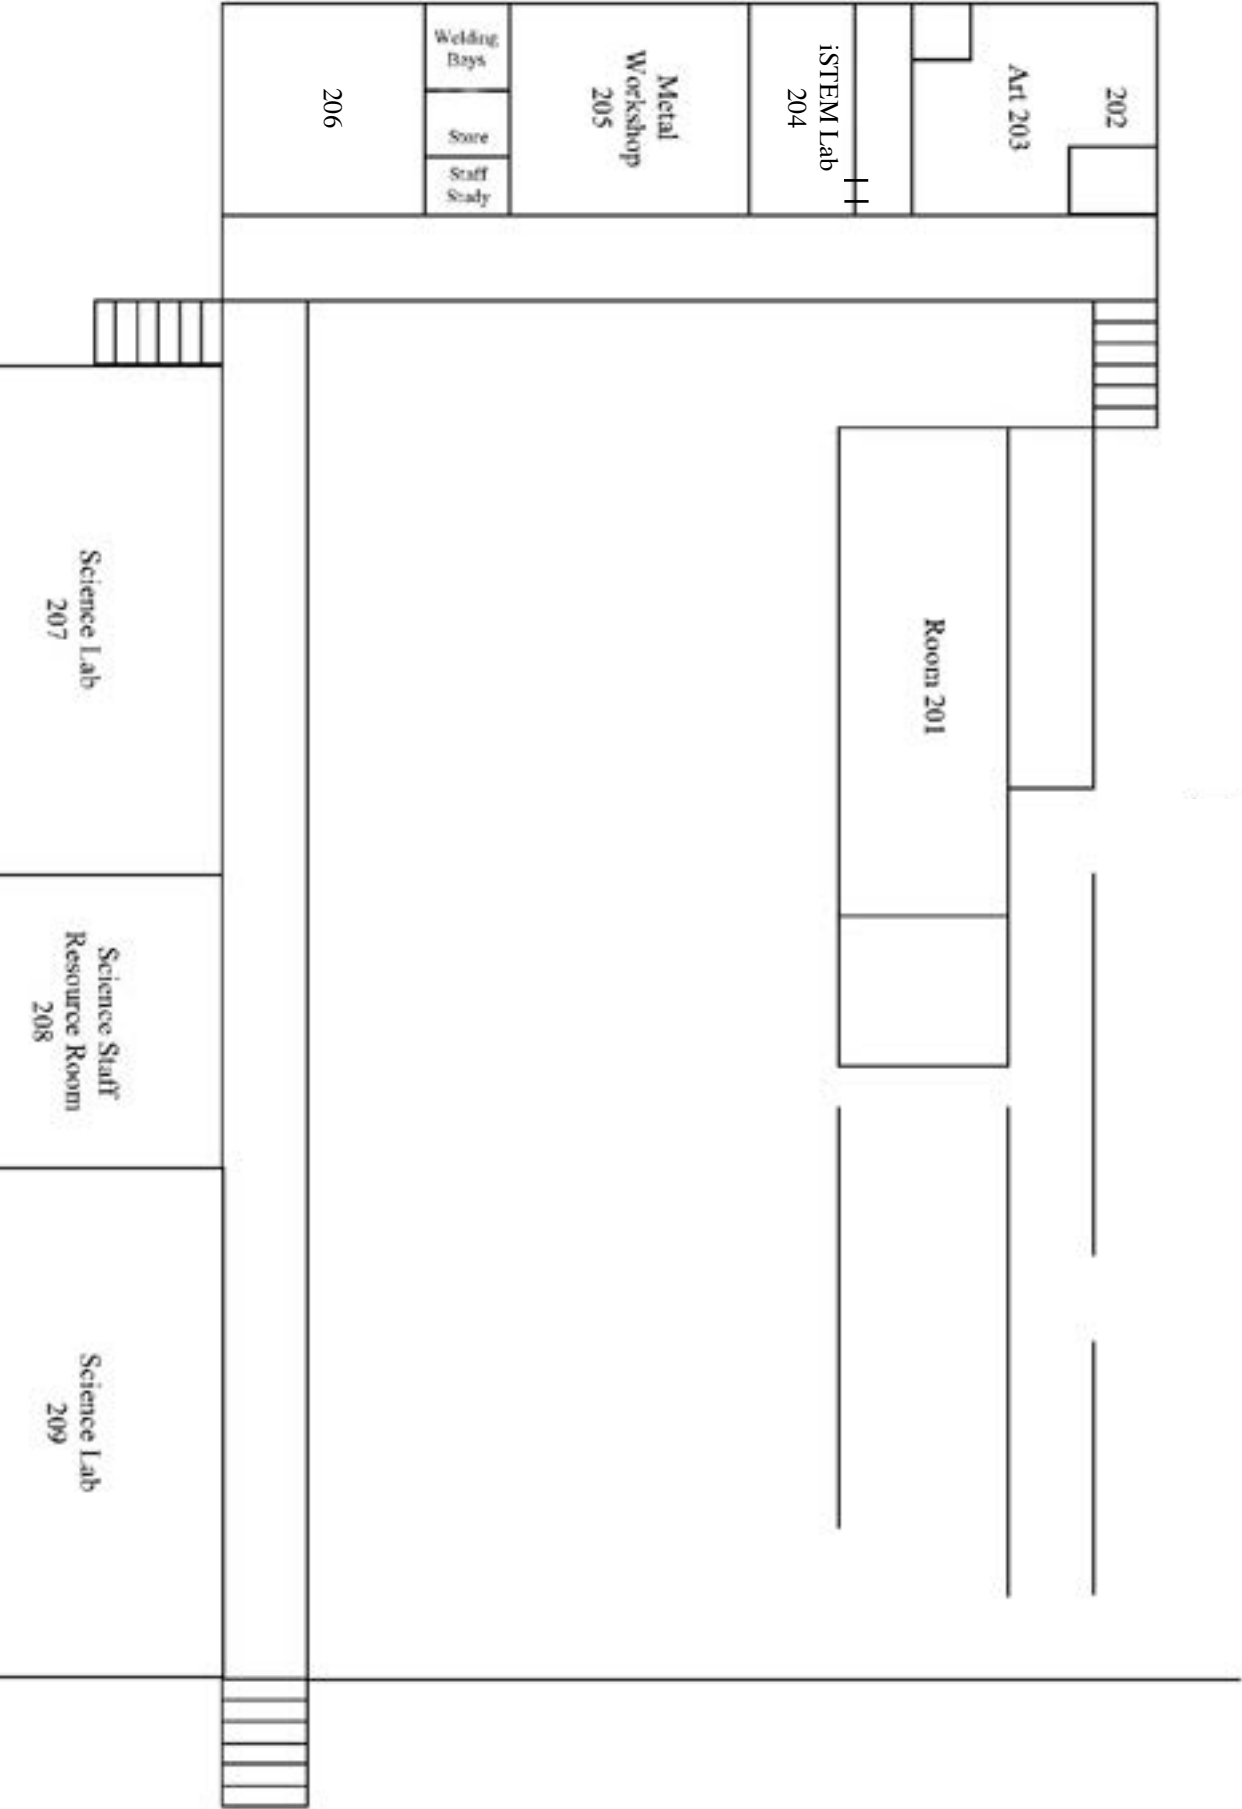 Welding
Bays
Store
Staff
Study
206
Metal
Workshop
205
iSTEM Lab
204
Art 203
202
Room 201
Science Lab
207
Science Staff
Resource Room
208
Science Lab
209